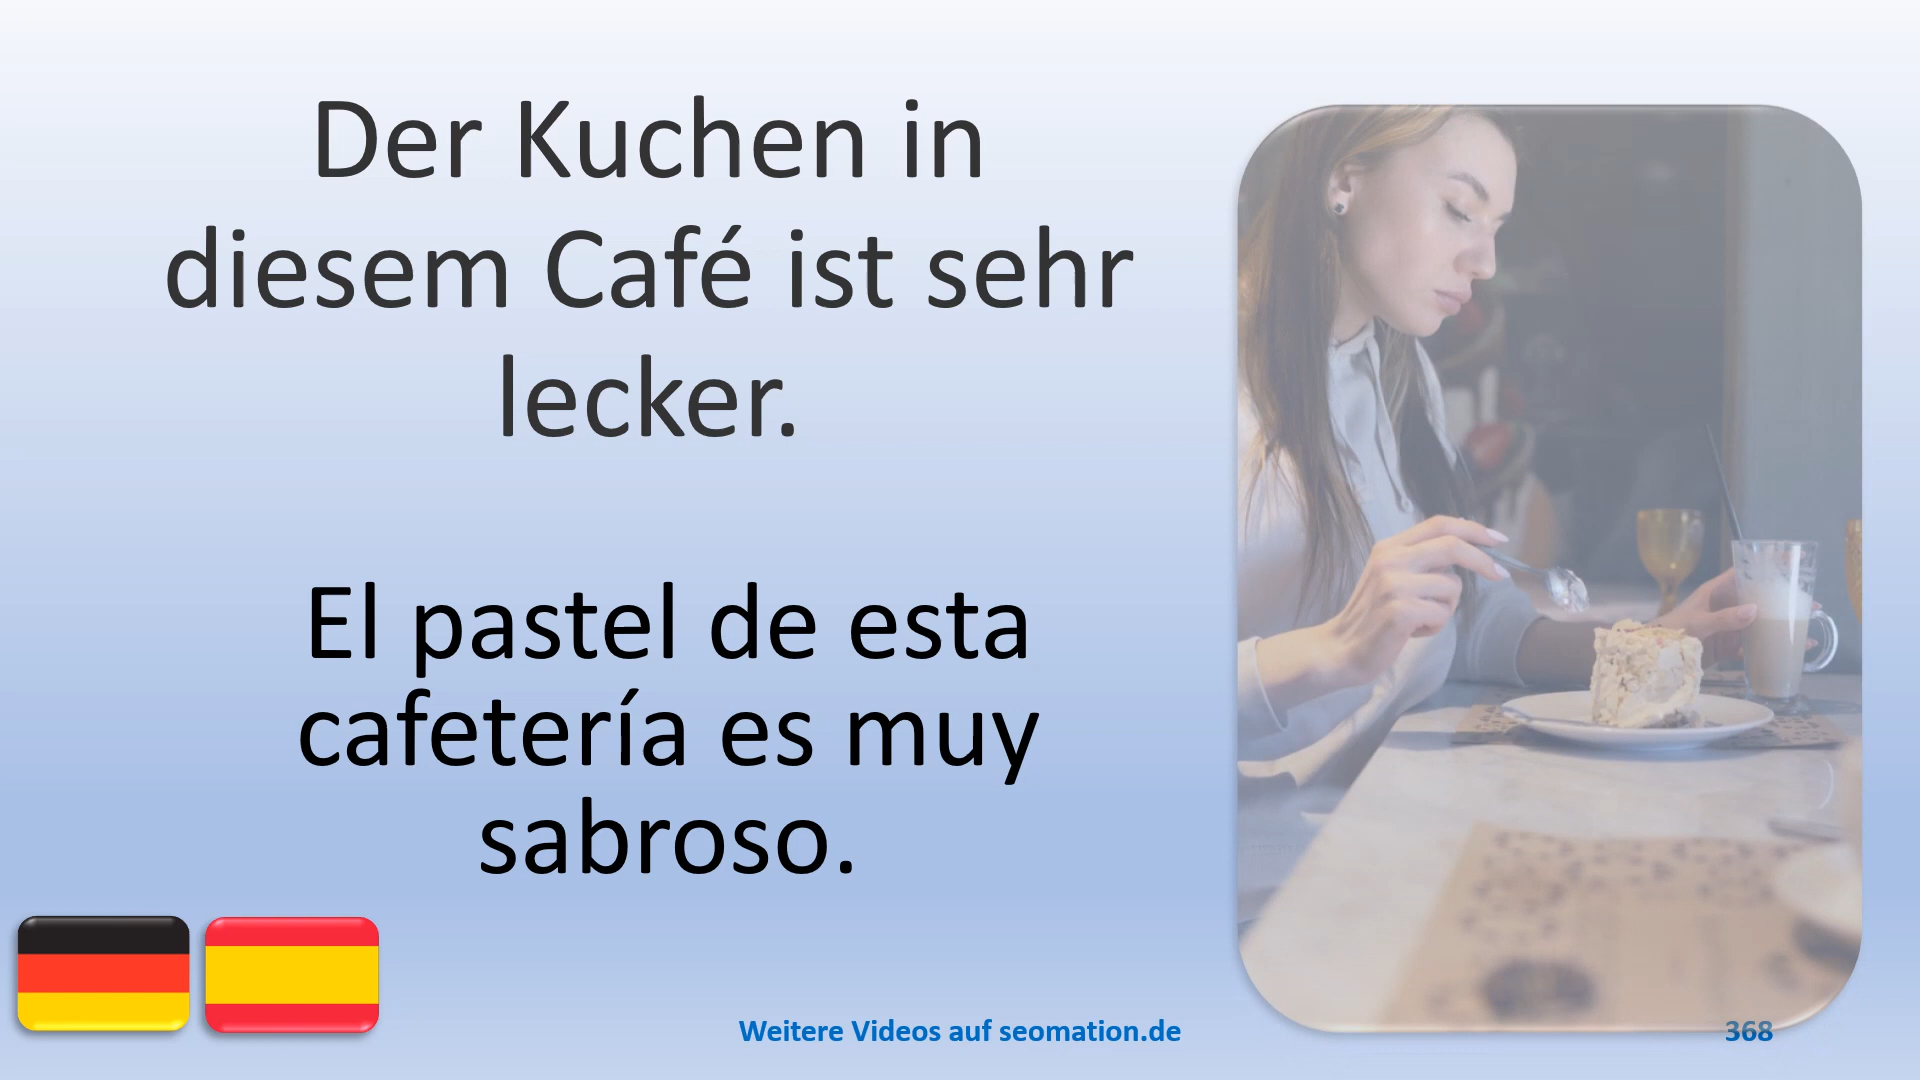 Der Kuchen in
diesem Café ist sehr
lecker.
El pastel de esta
cafetería es muy
sabroso.
Weitere Videos auf seomation.de
368